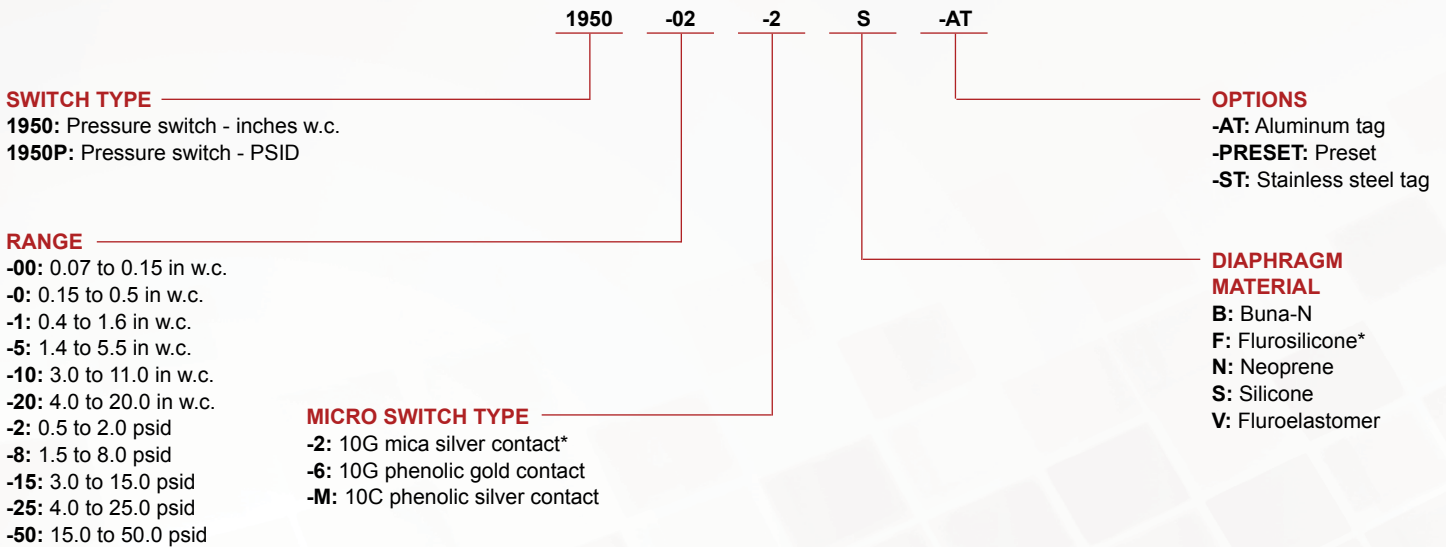 1950 -02 -2 S -AT
SWITCH TYPE
1950: Pressure switch - inches w.c.
1950P: Pressure switch - PSID
RANGE
-00: 0.07 to 0.15 in w.c.
-0: 0.15 to 0.5 in w.c.
-1: 0.4 to 1.6 in w.c.
-5: 1.4 to 5.5 in w.c.
-10: 3.0 to 11.0 in w.c.
-20: 4.0 to 20.0 in w.c.
-2: 0.5 to 2.0 psid
-8: 1.5 to 8.0 psid
-15: 3.0 to 15.0 psid
-25: 4.0 to 25.0 psid
-50: 15.0 to 50.0 psid
MICRO SWITCH TYPE
-2: 10G mica silver contact*
-6: 10G phenolic gold contact
-M: 10C phenolic silver contact
OPTIONS
-AT: Aluminum tag
-PRESET: Preset
-ST: Stainless steel tag
DIAPHRAGM
MATERIAL
B: Buna-N
F: Flurosilicone*
N: Neoprene
S: Silicone
V: Fluroelastomer